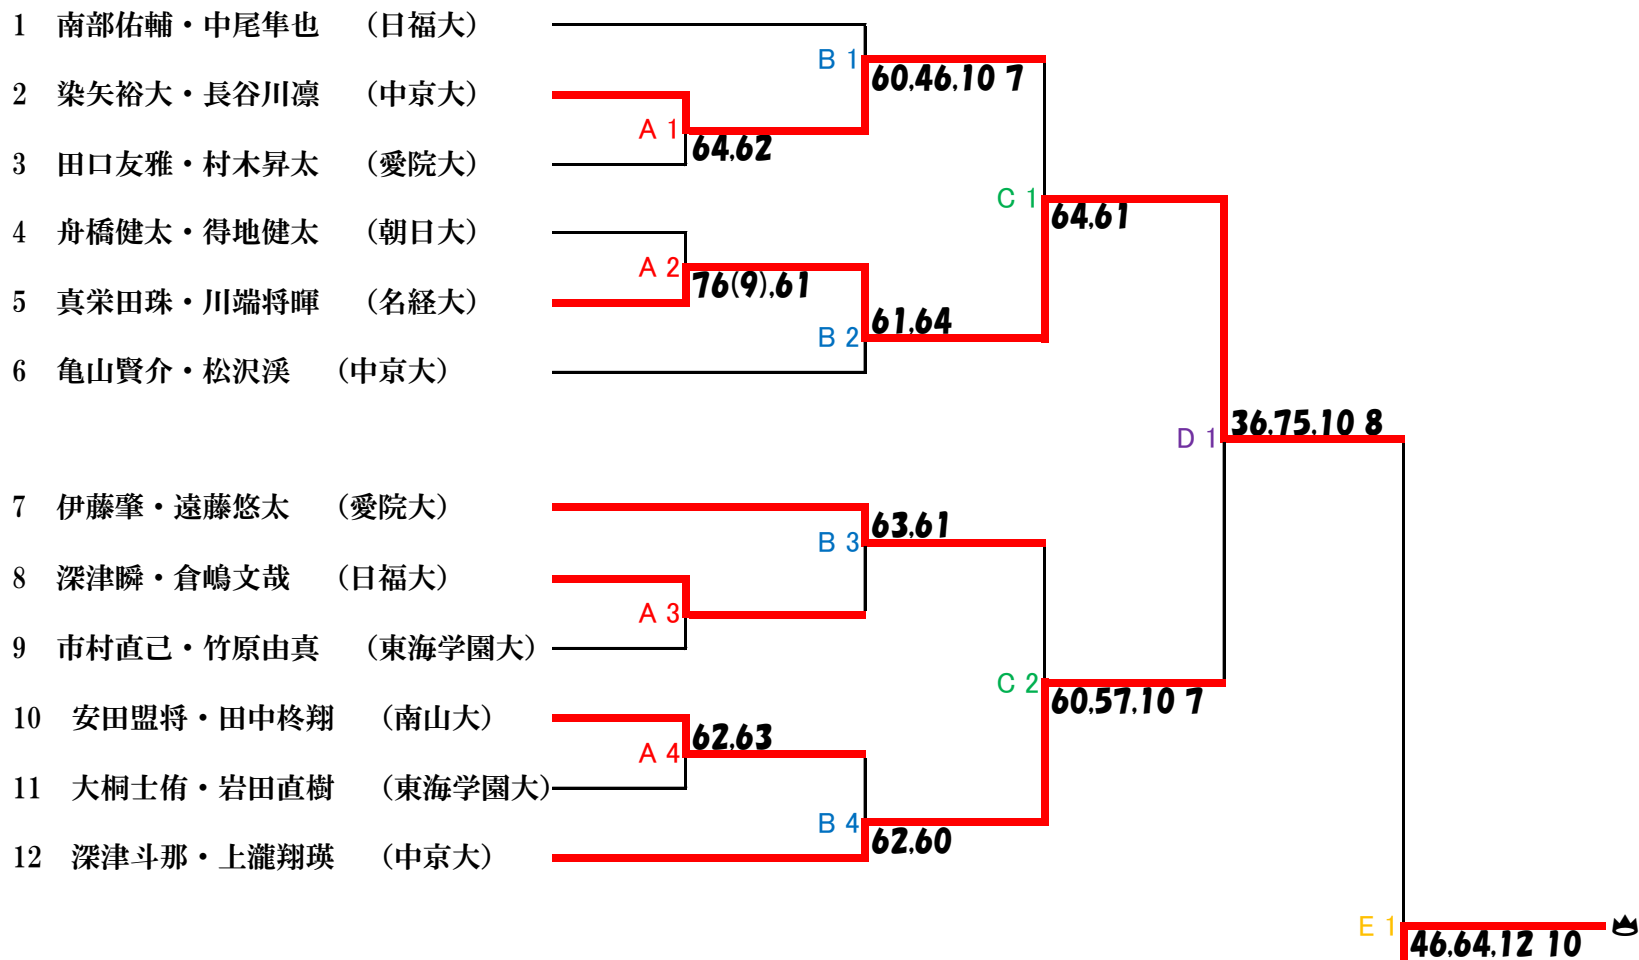 1 南部佑輔・中尾隼也 （日福大）
B 1
60,46,10 7
2 染矢裕大・長谷川凛 （中京大）
A 1
64,62
3 田口友雅・村木昇太 （愛院大）
C 1
64,61
4 舟橋健太・得地健太 （朝日大）
A 2
76(9),61
5 真栄田珠・川端将暉 （名経大）
B 2
61,64
6 亀山賢介・松沢渓 （中京大）
D 1
36,75,10 8
7 伊藤肇・遠藤悠太 （愛院大）
B 3
63,61
8 深津瞬・倉嶋文哉 （日福大）
A 3
9 市村直己・竹原由真 （東海学園大）
C 2
60,57,10 7
10 安田盟将・田中柊翔 （南山大）
A 4
62,63
11 大桐士侑・岩田直樹 （東海学園大）
B 4
62,60
12 深津斗那・上瀧翔瑛 （中京大）
E 1
46,64,12 10